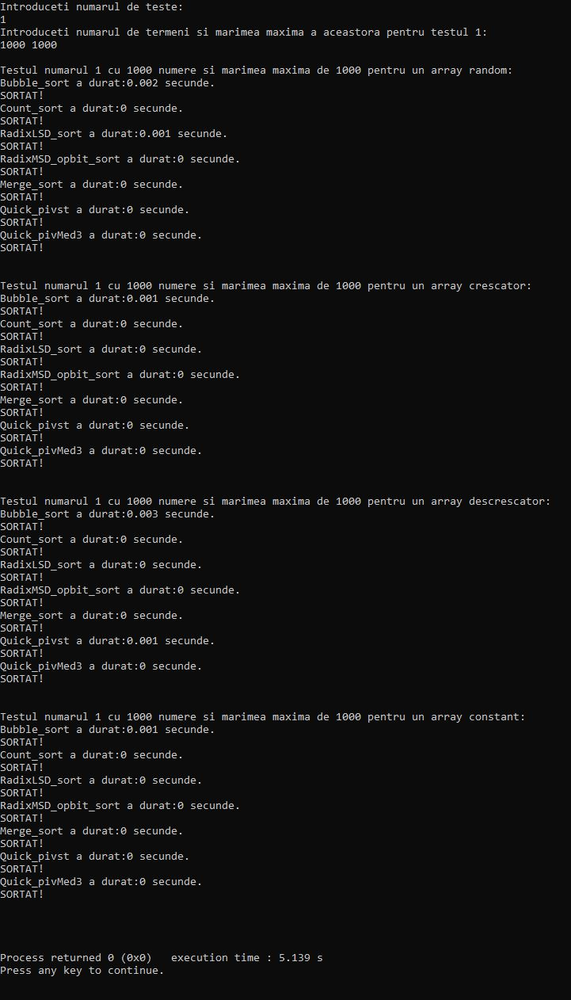 Introduceti numarul de teste:
1
Introduceti numarul de termeni si marimea maxima a aceastora pentru testul 1:
1000 1000
Testul numarul 1 cu 1000 numere si marimea maxima de 1000 pentru un array random:
Bubble_sort a durat:0.002 secunde.
SORTAT!
Count_sort a durat:0 secunde.
SORTAT!
RadixLSD_sort a durat:0.001 secunde.
SORTAT!
RadixMSD_opbit_sort a durat:0 secunde.
SORTAT!
Merge_sort a durat:0 secunde.
SORTAT!
Quick_pivst a durat:0 secunde.
SORTAT!
Quick_pivMed3 a durat:0 secunde.
SORTAT!
Testul numarul 1 cu 1000 numere si marimea maxima de 1000 pentru un array crescator:
Bubble_sort a durat:0.001 secunde.
SORTAT!
Count_sort a durat:0 secunde.
SORTAT!
RadixLSD_sort a durat:0 secunde.
SORTAT!
RadixMSD_opbit_sort a durat:0 secunde.
SORTAT!
Merge_sort a durat:0 secunde.
SORTAT!
Quick_pivst a durat:0 secunde.
SORTAT!
Quick_pivMed3 a durat:0 secunde.
SORTAT!
Testul numarul 1 cu 1000 numere si marimea maxima de 1000 pentru un array descrescator:
Bubble_sort a durat:0.003 secunde.
SORTAT!
Count_sort a durat:0 secunde.
SORTAT!
RadixLSD_sort a durat:0 secunde.
SORTAT!
RadixMSD_opbit_sort a durat:0 secunde.
SORTAT!
Merge_sort a durat:0 secunde.
SORTAT!
Quick_pivst a durat:0.001 secunde.
SORTAT!
Quick_pivMed3 a durat:0 secunde.
SORTAT!
Testul numarul 1 cu 1000 numere si marimea maxima de 1000 pentru un array constant:
Bubble_sort a durat:0.001 secunde.
SORTAT!
Count_sort a durat:0 secunde.
SORTAT!
RadixLSD_sort a durat:0 secunde.
SORTAT!
RadixMSD_opbit_sort a durat:0 secunde.
SORTAT!
Merge_sort a durat:0 secunde.
SORTAT!
Quick_pivst a durat:0 secunde.
SORTAT!
Quick_pivMed3 a durat:0 secunde.
SORTAT!
Process returned 0 (0x0)   execution time : 5.139 s
Press any key to continue.